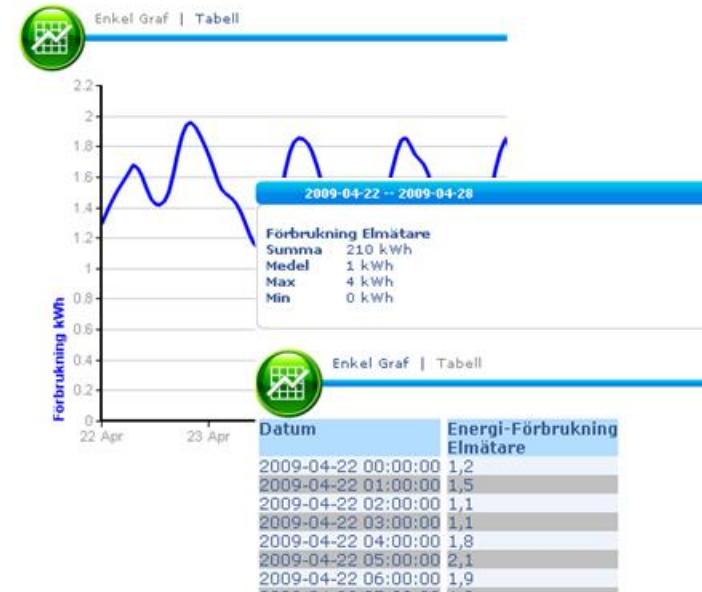 Enkel Graf | Tabell
2.2
2
1.8
1.6
1.4
1.2
1
0.8
0.6
0.4
0.2
0
Förbrukning kWh
22 Apr 23 Apr
2009-04-22 -- 2009-04-28
Förbrukning Elmätare
Summa 210 kWh
Medel 1 kWh
Max 4 kWh
Min 0 kWh
Enkel Graf | Tabell
Datum Energi-Förbrukning
Elmätare
2009-04-22 00:00:00 1,2
2009-04-22 01:00:00 1,5
2009-04-22 02:00:00 1,1
2009-04-22 03:00:00 1,1
2009-04-22 04:00:00 1,8
2009-04-22 05:00:00 2,1
2009-04-22 06:00:00 1,9